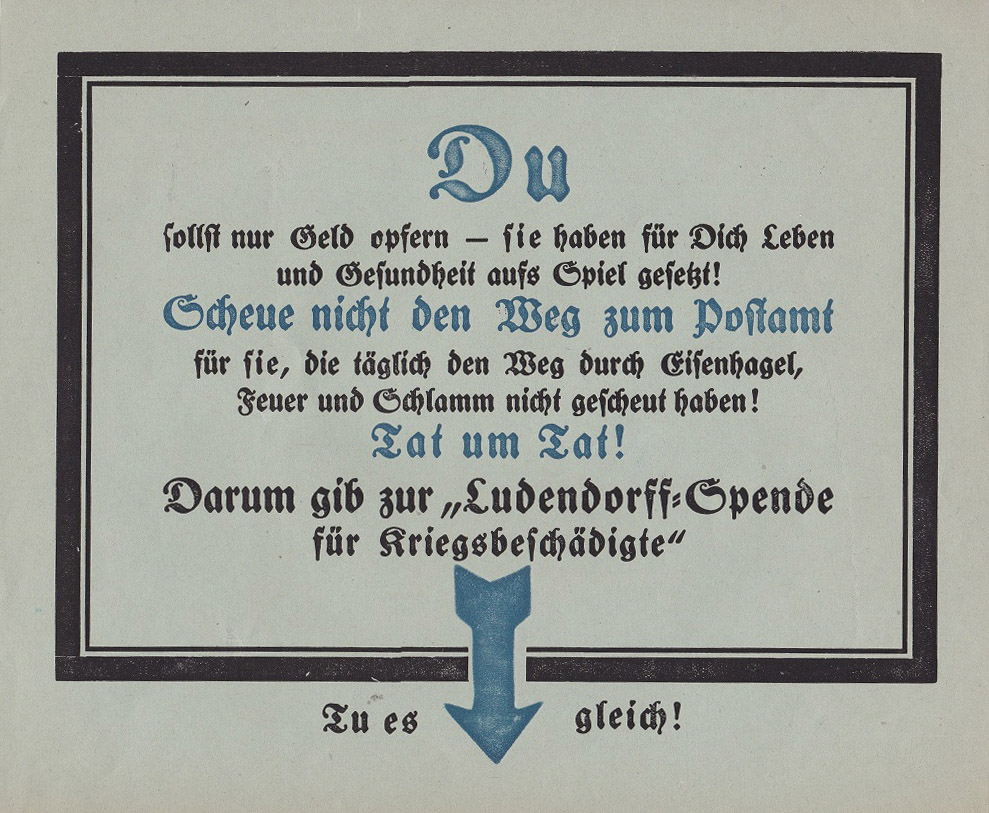 Du
sollst nur Geld opfern — sie haben für Dich Leben
und Gesundheit aufs Spiel gesetzt!
Scheue nicht den Weg zum Postamt
für sie, die täglich den Weg durch Eisenhagel,
Feuer und Schlamm nicht gescheut haben!
Tat um Tat!
Darum gib zur „Ludendorff-Spende
für Kriegsbeschädigte“
Tu es gleich!